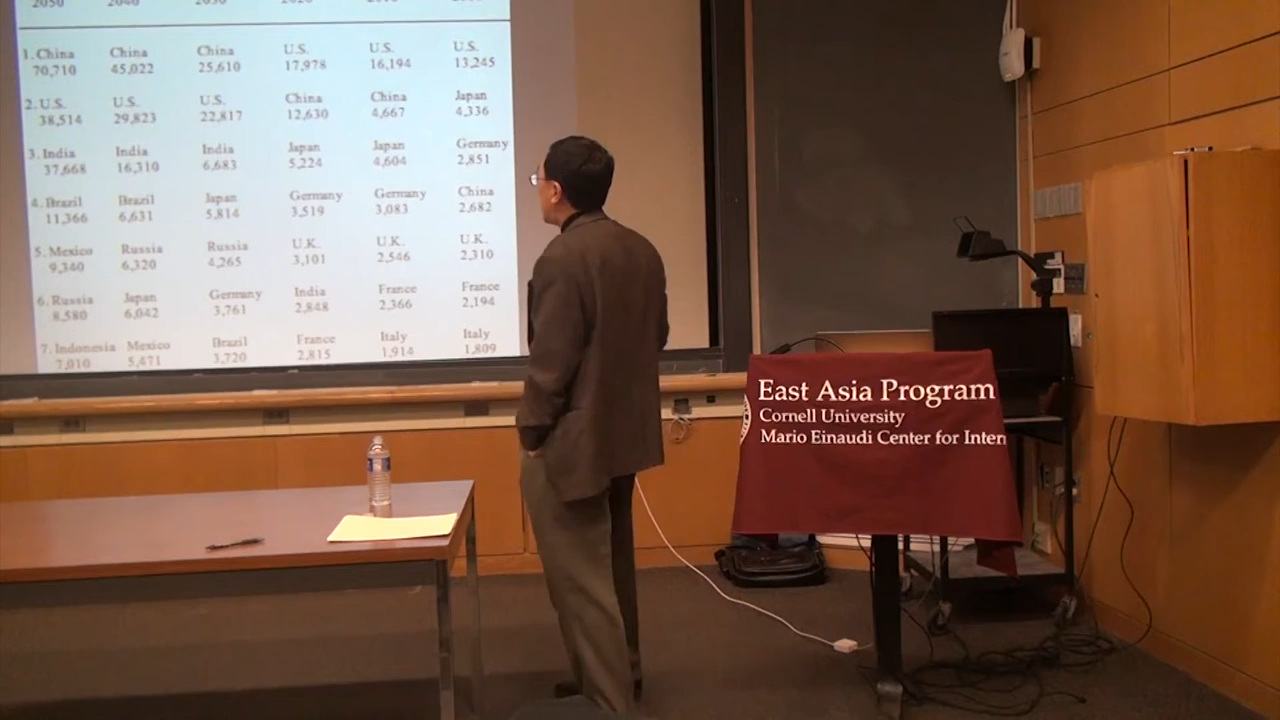 2050 2040 2030 2020
1. China China China U.S. U.S. U.S.
70,710 45,022 25,610 17,978 16,194 13,245
2. U.S. U.S. U.S. China China Japan
38,514 29,823 22,817 12,630 4,667 4,336
3. India India India Japan Japan Germany
37,668 16,310 6,683 5,224 4,604 2,851
4. Brazil Brazil Japan Germany Germany China
11,366 6,631 5,814 3,519 3,083 2,682
5. Mexico Russia Russia U.K. U.K. U.K.
9,340 6,320 4,265 3,101 2,546 2,310
6. Russia Japan Germany India France France
8,580 6,042 3,761 2,848 2,366 2,194
7. Indonesia Mexico Brazil France Italy Italy
7,010 5,471 3,720 2,815 1,914 1,809
East Asia Program
Cornell University
Mario Einaudi Center for Intern